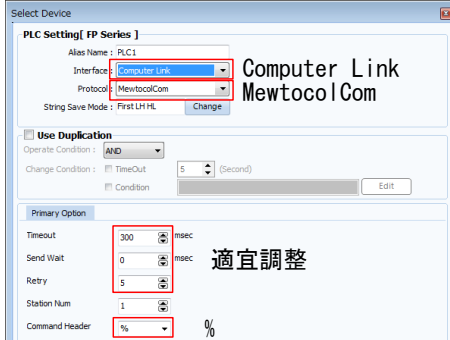 Select Device
PLC Setting[ FP Series ]
Alias Name : PLC1
Interface : Computer Link
Computer Link
Protocol : MewtocolCom
MewtocolCom
String Save Mode : First LH HL Change
Use Duplication
Operate Condition : AND
Change Condition : TimeOut 5 (Second)
Condition Edit
Primary Option
Timeout 300 msec
Send Wait 0 msec
適宜調整
Retry 5
Station Num 1
Command Header %
%